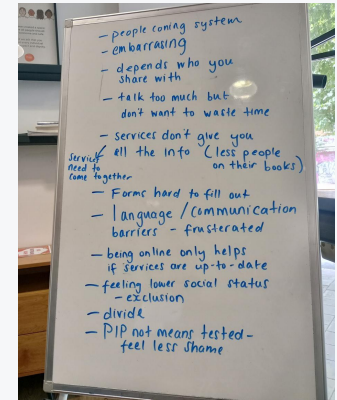 - people coning system
- embarrasing
- depends who you
share with
- talk too much but
don't want to waste time
- services don't give you
all the info (less people
on their books)
services
need to
come together
- Forms hard to fill out
- language / communication
barriers - frusterated
- being online only helps
if services are up-to-date
- feeling lower social status
- exclusion
- divide
- PIP not means tested -
feel less shame